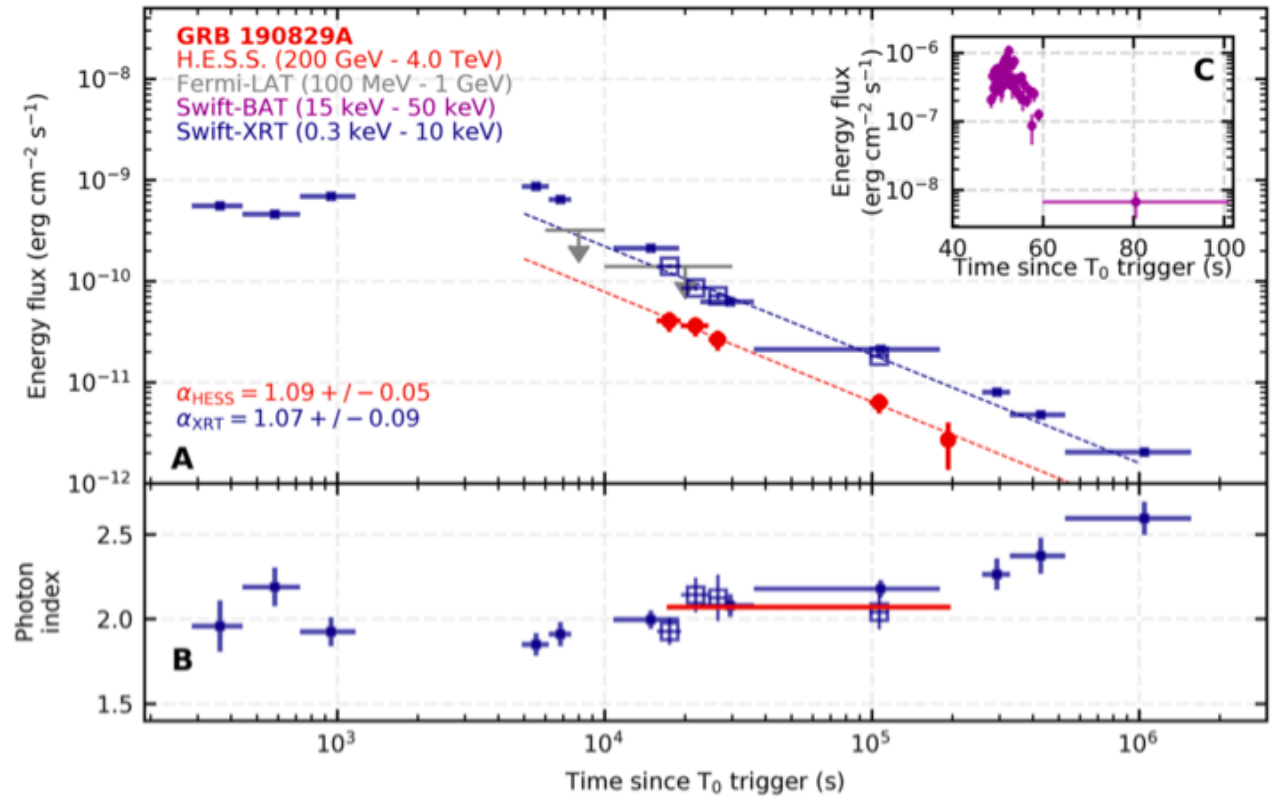 GRB 190829A
H.E.S.S. (200 GeV - 4.0 TeV)
Fermi-LAT (100 MeV - 1 GeV)
Swift-BAT (15 keV - 50 keV)
Swift-XRT (0.3 keV - 10 keV)
Energy flux (erg cm⁻² s⁻¹)
10⁻⁸
10⁻⁹
10⁻¹⁰
10⁻¹¹
10⁻¹²
α_HESS = 1.09 +/− 0.05
α_XRT = 1.07 +/− 0.09
A
C
Energy flux
(erg cm⁻² s⁻¹)
10⁻⁶
10⁻⁷
10⁻⁸
40 60 80 100
Time since T₀ trigger (s)
Photon
index
2.5
2.0
1.5
B
10³ 10⁴ 10⁵ 10⁶
Time since T₀ trigger (s)